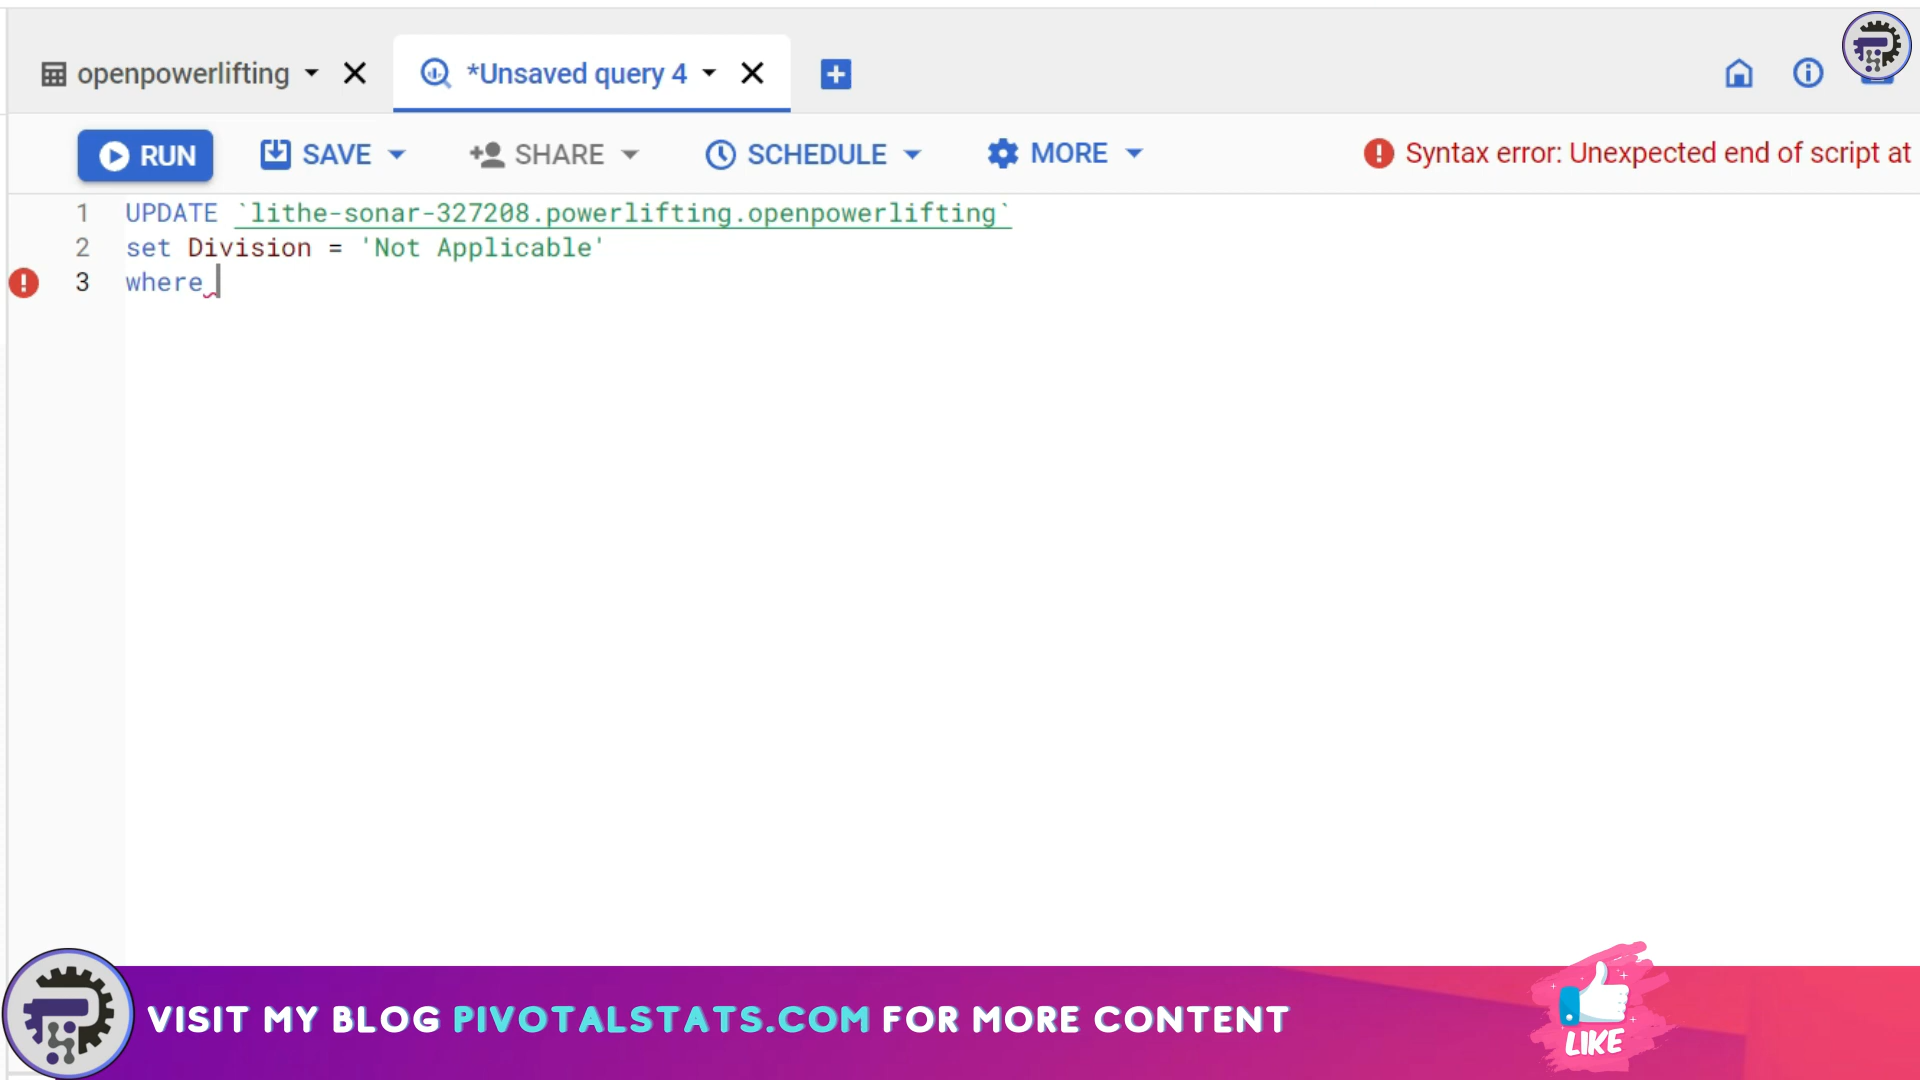 openpowerlifting
*Unsaved query 4
RUN
SAVE
SHARE
SCHEDULE
MORE
Syntax error: Unexpected end of script at
1 UPDATE `lithe-sonar-327208.powerlifting.openpowerlifting`
2 set Division = 'Not Applicable'
3 where
VISIT MY BLOG PIVOTALSTATS.COM FOR MORE CONTENT
LIKE